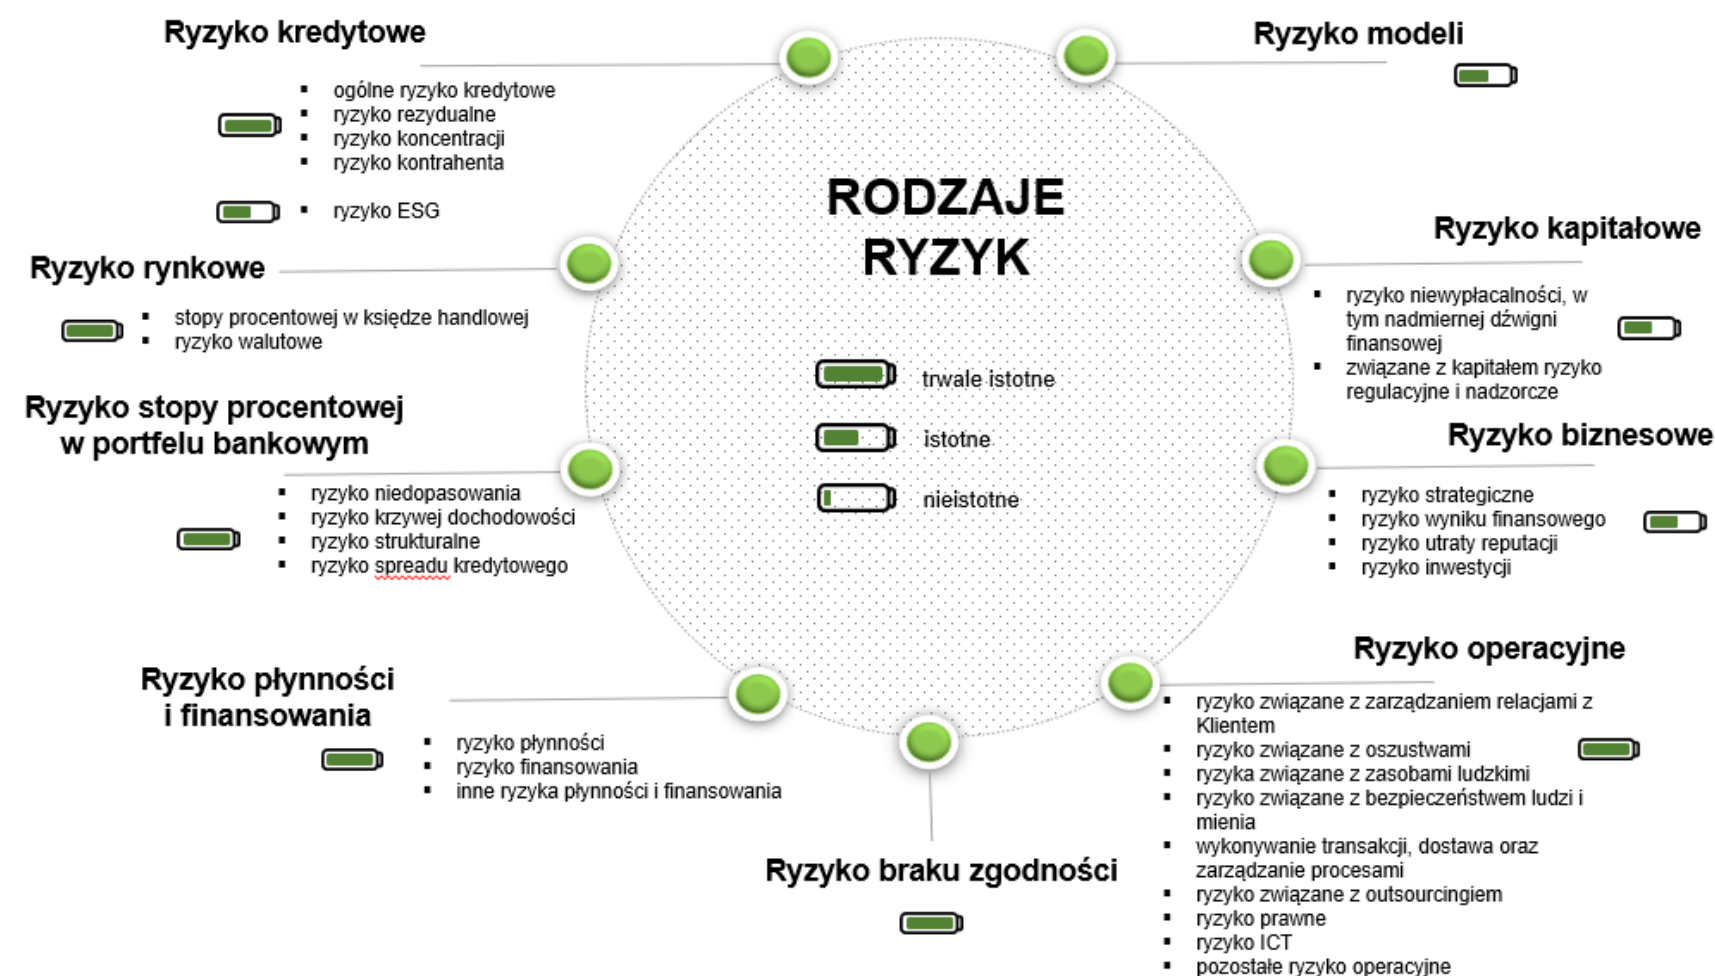 Ryzyko kredytowe
ogólne ryzyko kredytowe
ryzyko rezydualne
ryzyko koncentracji
ryzyko kontrahenta
ryzyko ESG
Ryzyko rynkowe
stopy procentowej w księdze handlowej
ryzyko walutowe
Ryzyko stopy procentowej
w portfelu bankowym
ryzyko niedopasowania
ryzyko krzywej dochodowości
ryzyko strukturalne
ryzyko spreadu kredytowego
Ryzyko płynności
i finansowania
ryzyko płynności
ryzyko finansowania
inne ryzyka płynności i finansowania
RODZAJE
RYZYK
trwale istotne
istotne
nieistotne
Ryzyko braku zgodności
Ryzyko modeli
Ryzyko kapitałowe
ryzyko niewypłacalności, w
tym nadmiernej dźwigni
finansowej
związane z kapitałem ryzyko
regulacyjne i nadzorcze
Ryzyko biznesowe
ryzyko strategiczne
ryzyko wyniku finansowego
ryzyko utraty reputacji
ryzyko inwestycji
Ryzyko operacyjne
ryzyko związane z zarządzaniem relacjami z
Klientem
ryzyko związane z oszustwami
ryzyka związane z zasobami ludzkimi
ryzyko związane z bezpieczeństwem ludzi i
mienia
wykonywanie transakcji, dostawa oraz
zarządzanie procesami
ryzyko związane z outsourcingiem
ryzyko prawne
ryzyko ICT
pozostałe ryzyko operacyjne